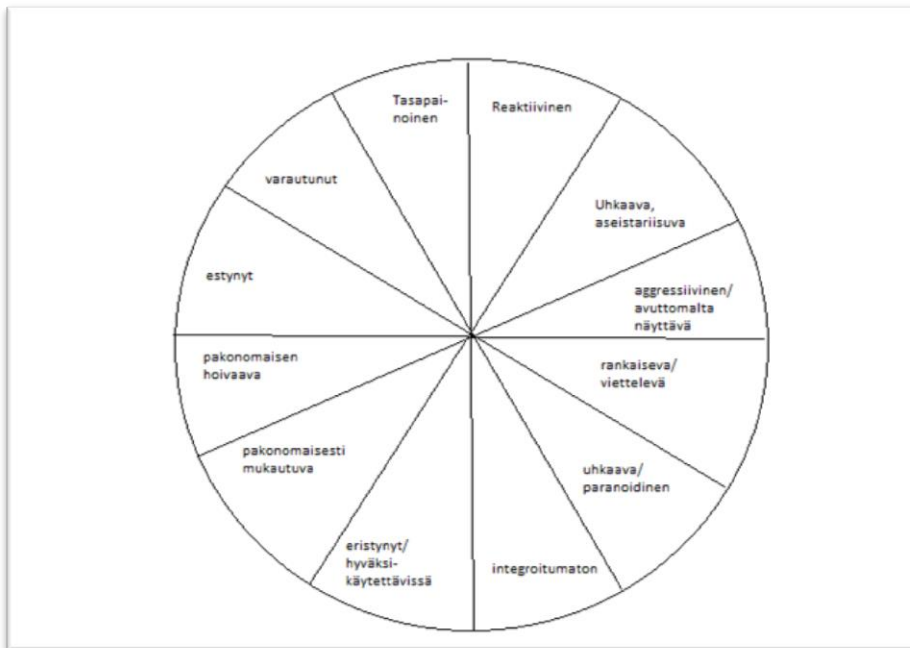 Tasapai-
noinen
Reaktiivinen
varautunut
Uhkaava,
aseistariisuva
estynyt
aggressiivinen/
avuttomalta
näyttävä
pakonomaisen
hoivaava
rankaiseva/
viettelevä
pakonomaisesti
mukautuva
uhkaava/
paranoidinen
eristynyt/
hyväksi-
käytettävissä
integroitumaton